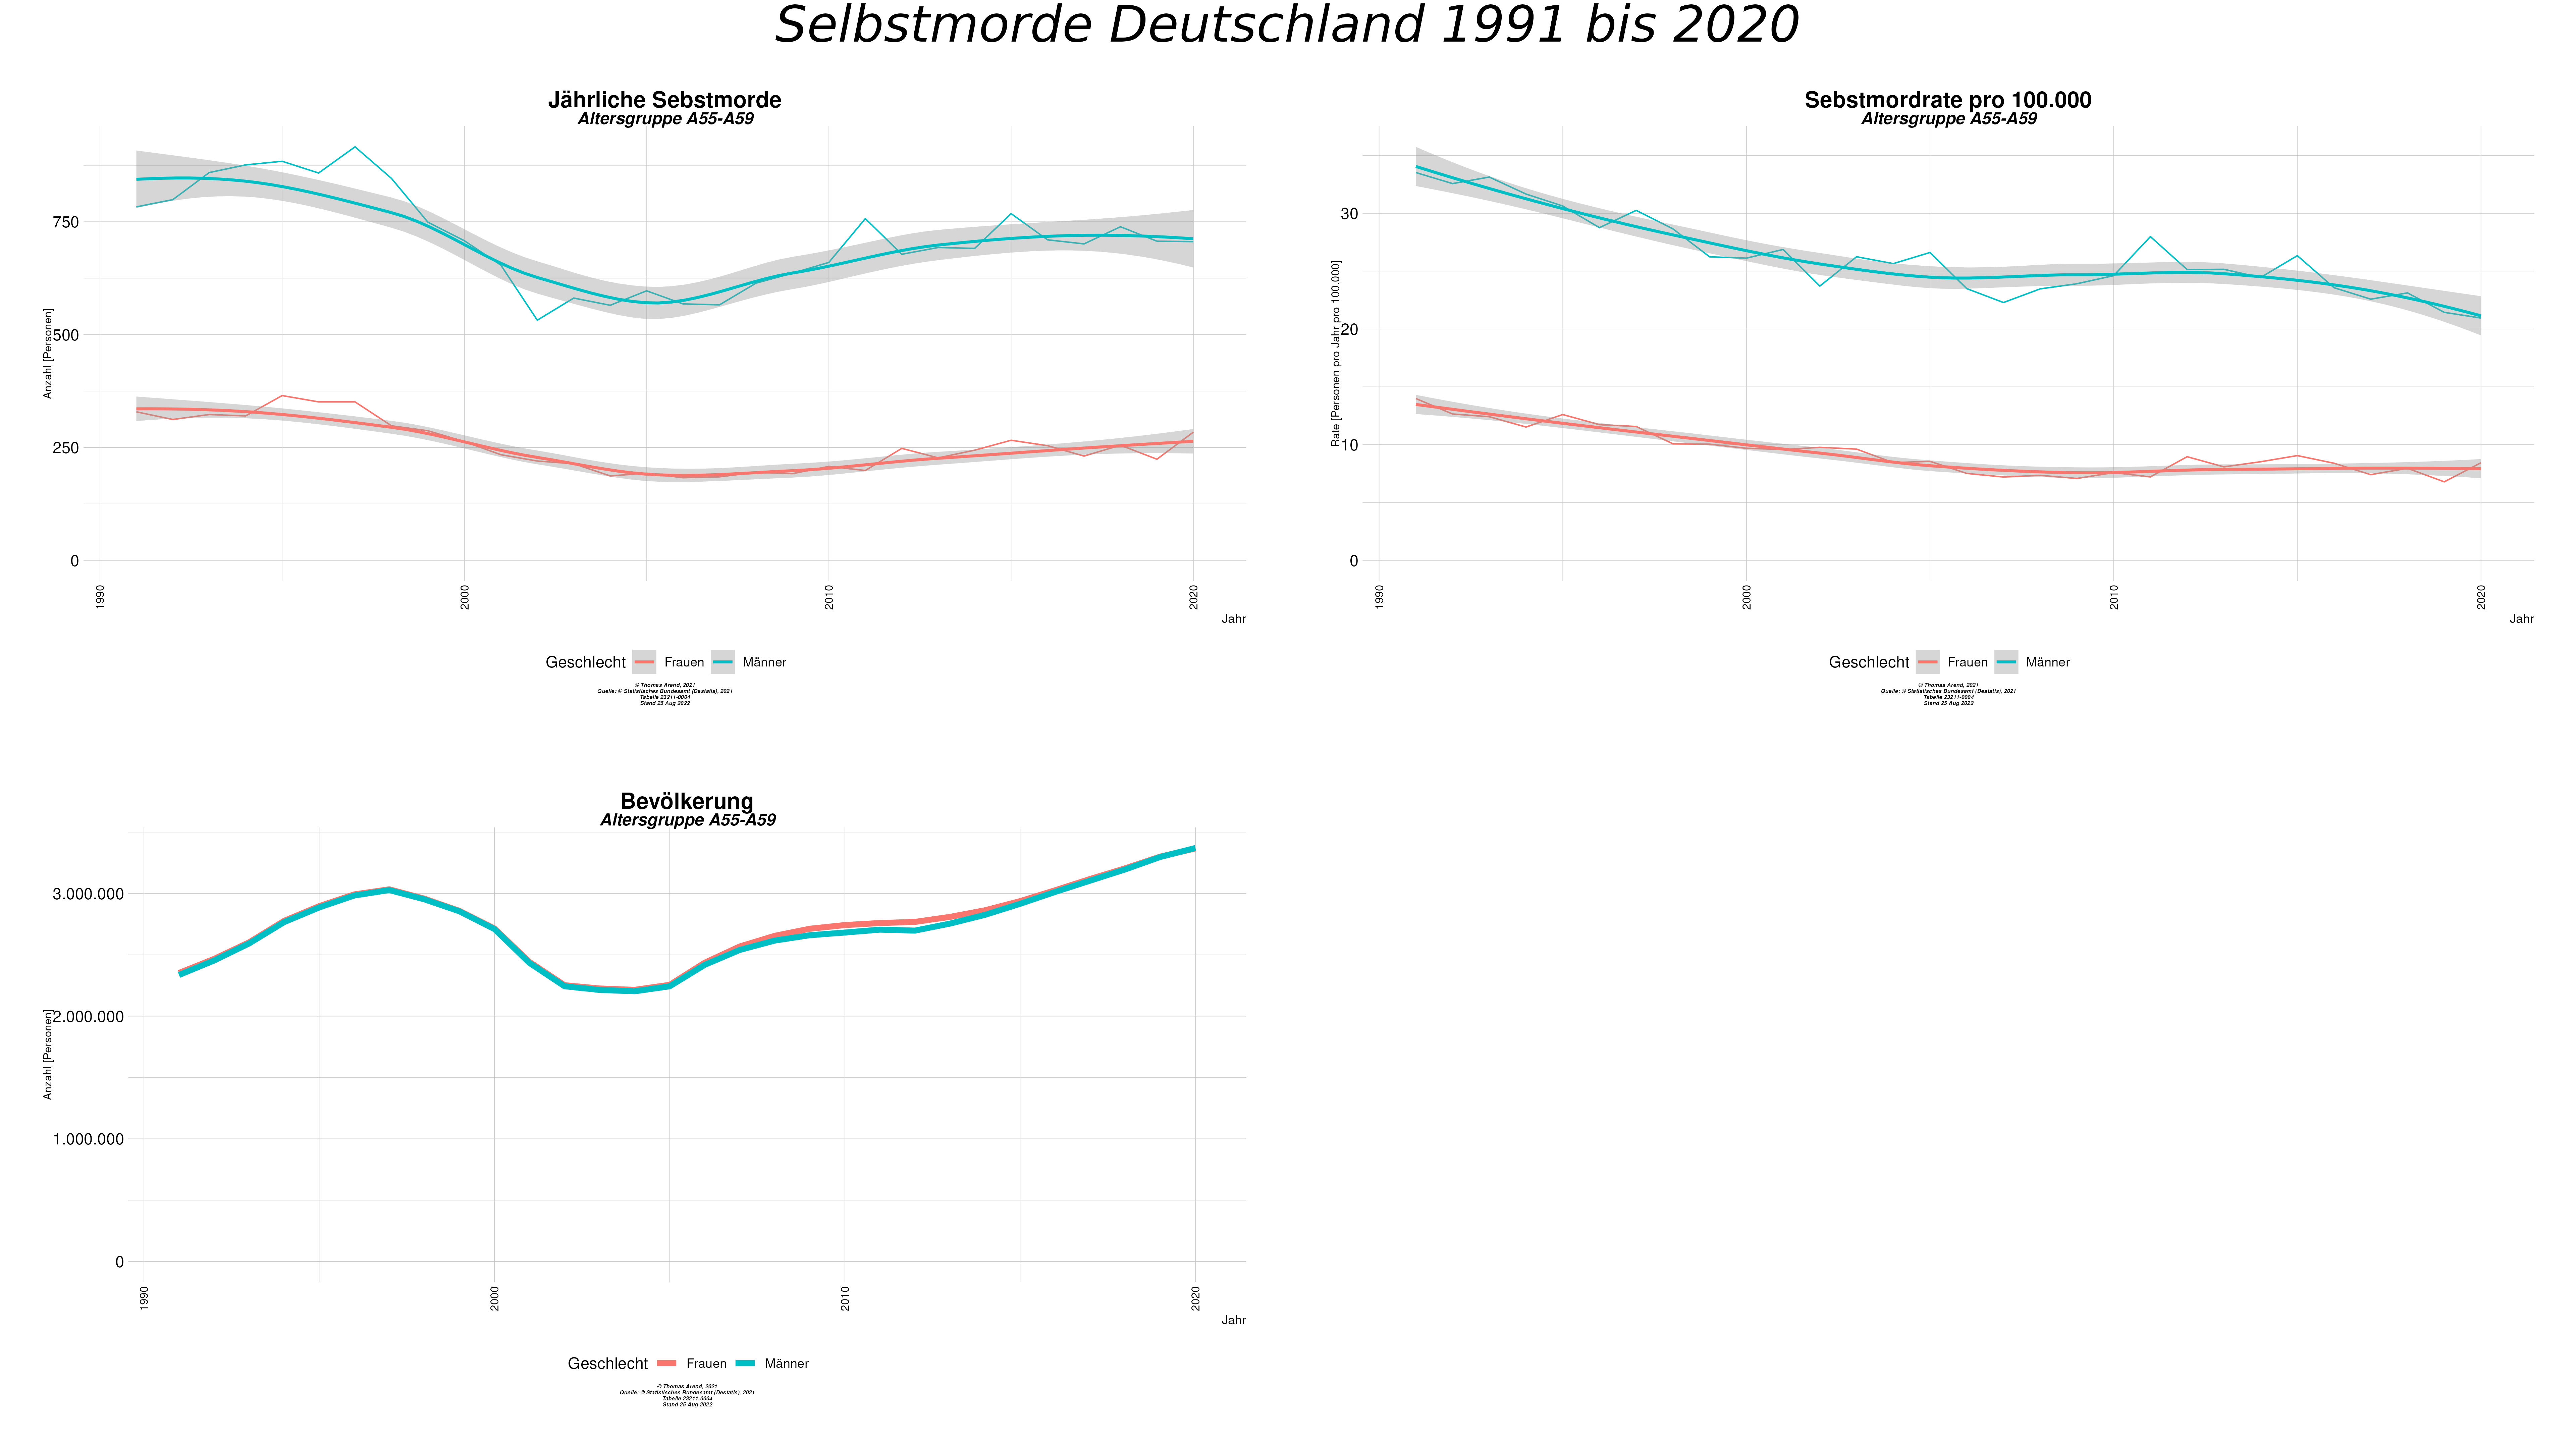 Selbstmorde Deutschland 1991 bis 2020
Jährliche Sebstmorde
Altersgruppe A55-A59
Anzahl [Personen]
750
500
250
0
1990
2000
2010
2020
Jahr
Geschlecht Frauen Männer
© Thomas Arend, 2021
Quelle: © Statistisches Bundesamt (Destatis), 2021
Tabelle 23211-0004
Stand 25 Aug 2022
Sebstmordrate pro 100.000
Altersgruppe A55-A59
Rate [Personen pro Jahr pro 100.000]
30
20
10
0
1990
2000
2010
2020
Jahr
Geschlecht Frauen Männer
© Thomas Arend, 2021
Quelle: © Statistisches Bundesamt (Destatis), 2021
Tabelle 23211-0004
Stand 25 Aug 2022
Bevölkerung
Altersgruppe A55-A59
Anzahl [Personen]
3.000.000
2.000.000
1.000.000
0
1990
2000
2010
2020
Jahr
Geschlecht Frauen Männer
© Thomas Arend, 2021
Quelle: © Statistisches Bundesamt (Destatis), 2021
Tabelle 23211-0004
Stand 25 Aug 2022